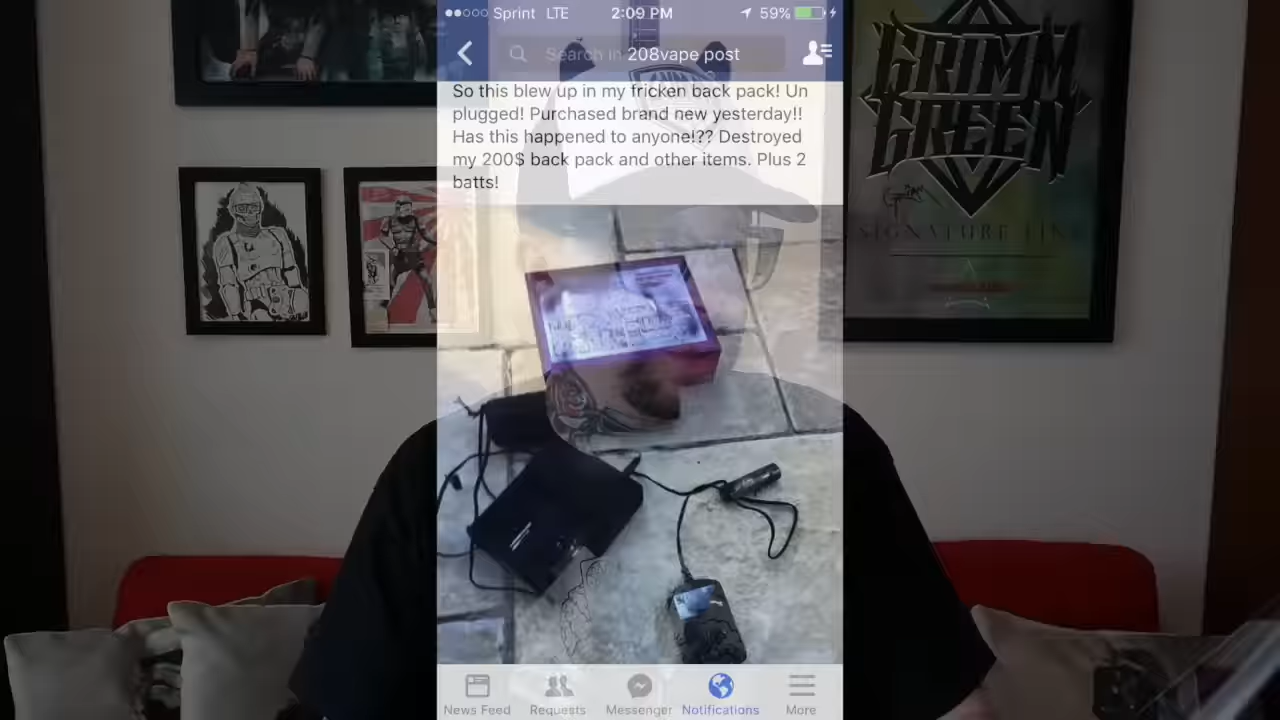 Sprint LTE 2:09 PM 59%
Search in 208vape post
So this blew up in my fricken back pack! Un
plugged! Purchased brand new yesterday!!
Has this happened to anyone!?? Destroyed
my 200$ back pack and other items. Plus 2
batts!
GRIMM
GREEN
SIGNATURE LINE
News Feed Requests Messenger Notifications More